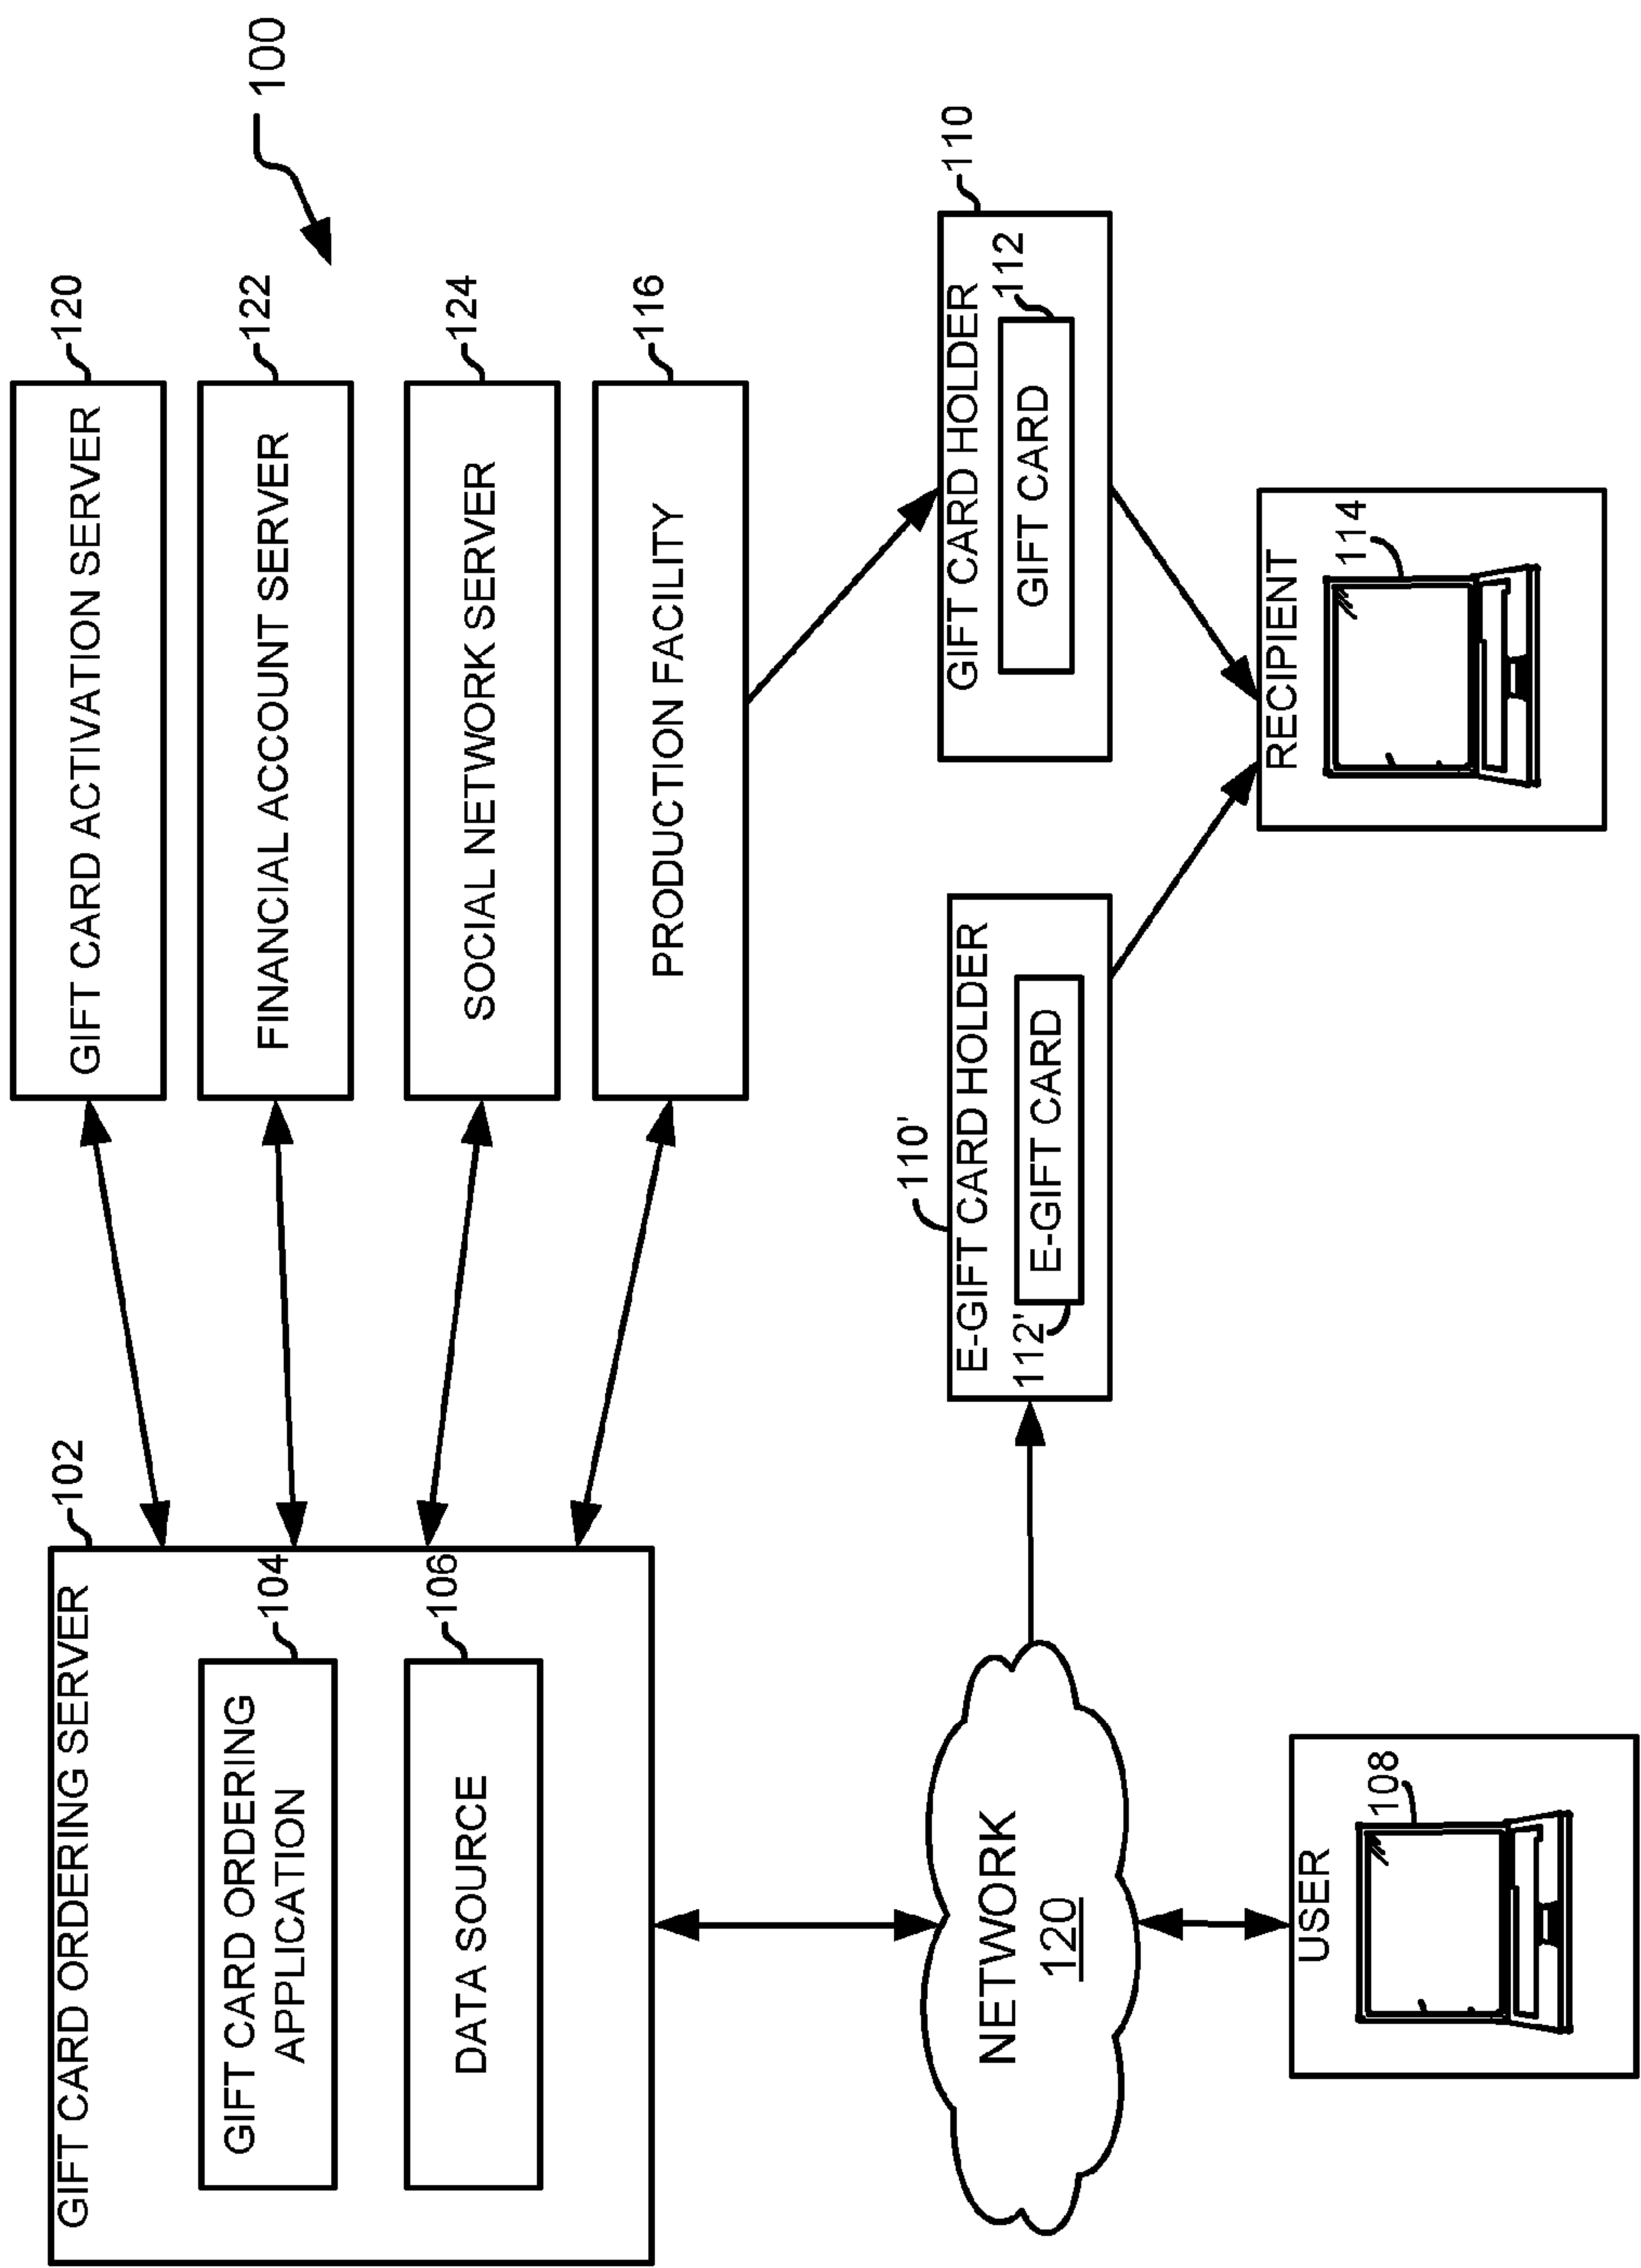 100
GIFT CARD ORDERING SERVER
102
GIFT CARD ORDERING
APPLICATION
104
DATA SOURCE
106
GIFT CARD ACTIVATION SERVER
120
FINANCIAL ACCOUNT SERVER
122
SOCIAL NETWORK SERVER
124
PRODUCTION FACILITY
116
NETWORK
120
E-GIFT CARD HOLDER
110'
E-GIFT CARD
112'
GIFT CARD HOLDER
110
GIFT CARD
112
USER
108
RECIPIENT
114